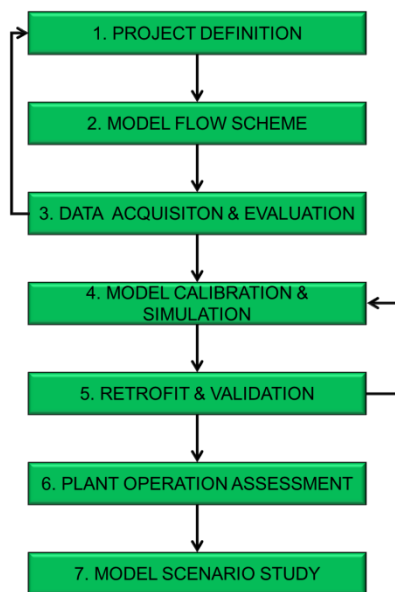 1. PROJECT DEFINITION
2. MODEL FLOW SCHEME
3. DATA ACQUISITON & EVALUATION
4. MODEL CALIBRATION &
SIMULATION
5. RETROFIT & VALIDATION
6. PLANT OPERATION ASSESSMENT
7. MODEL SCENARIO STUDY